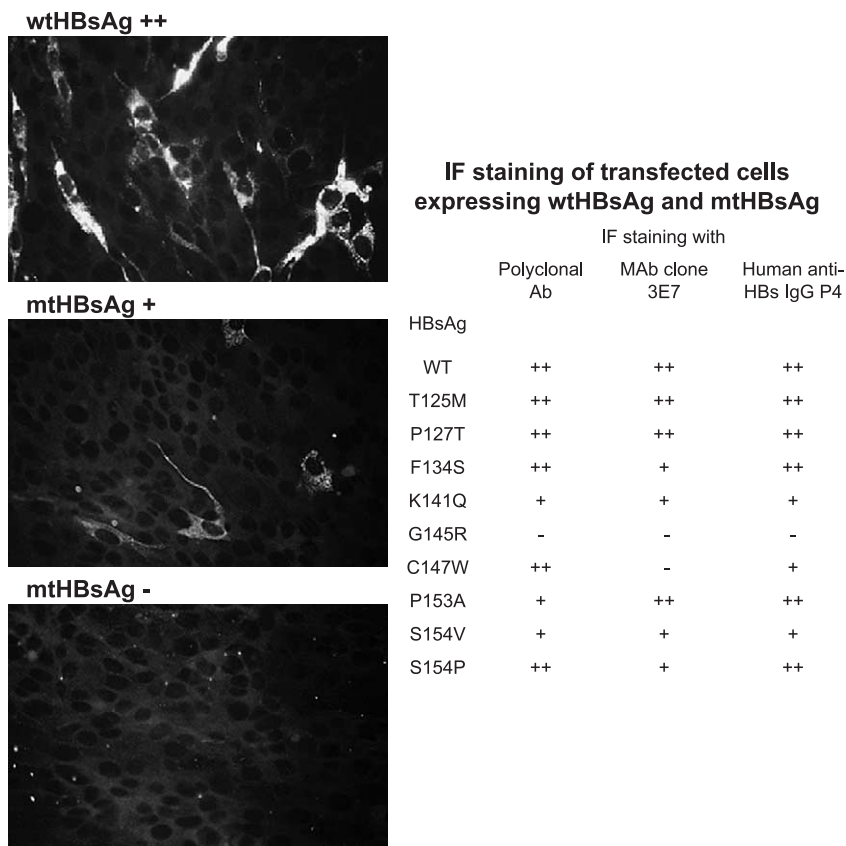 wtHBsAg ++
mtHBsAg +
mtHBsAg -
IF staining of transfected cells
expressing wtHBsAg and mtHBsAg
IF staining with
Polyclonal MAb clone Human anti-
Ab 3E7 HBs IgG P4
HBsAg
WT ++ ++ ++
T125M ++ ++ ++
P127T ++ ++ ++
F134S ++ + ++
K141Q + + +
G145R - - -
C147W ++ - +
P153A + ++ ++
S154V + + +
S154P ++ + ++